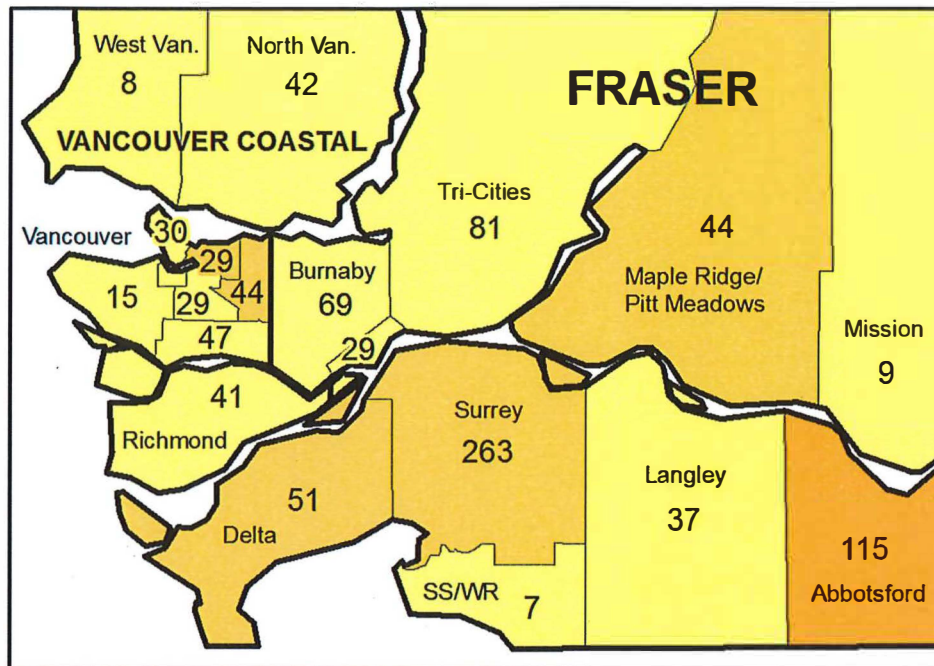 West Van.
8
North Van.
42
FRASER
VANCOUVER COASTAL
Tri-Cities
81
44
Maple Ridge/
Pitt Meadows
Vancouver
30
29
15
29
44
47
Burnaby
69
29
Mission
9
41
Richmond
Surrey
263
Langley
37
51
Delta
115
Abbotsford
SS/WR
7